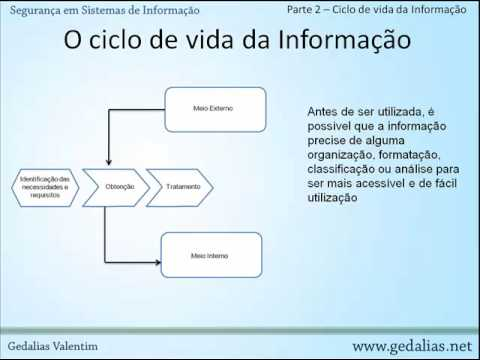 Segurança em Sistemas de Informação
Parte 2 – Ciclo de vida da Informação
O ciclo de vida da Informação
Meio Externo
Antes de ser utilizada, é
possivel que a informação
precise de alguma
organização, formatação,
classificação ou análise para
ser mais acessível e de fácil
utilização
Identificação das
necessidades e
requisitos
Obtenção
Tratamento
Meio Interno
Gedalias Valentim
www.gedalias.net